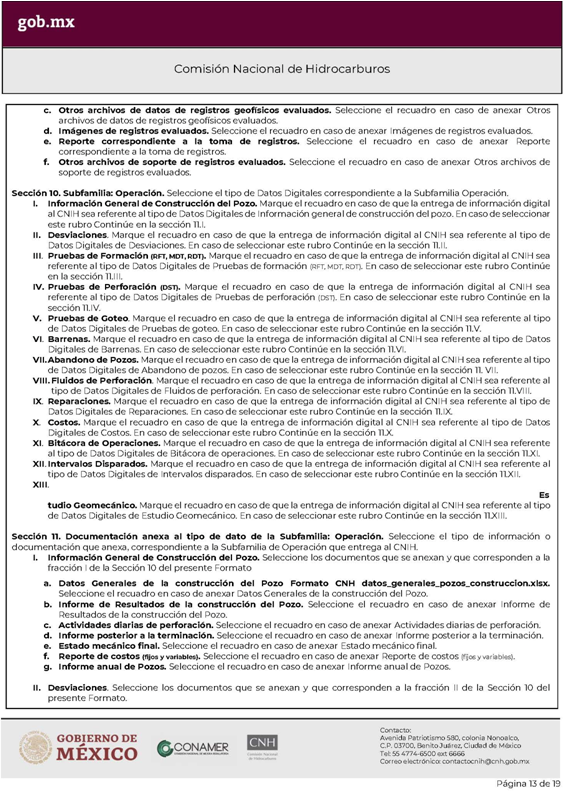 gob.mx
Comisión Nacional de Hidrocarburos
c. Otros archivos de datos de registros geofísicos evaluados. Seleccione el recuadro en caso de anexar Otros
archivos de datos de registros geofísicos evaluados.
d. Imágenes de registros evaluados. Seleccione el recuadro en caso de anexar Imágenes de registros evaluados.
e. Reporte correspondiente a la toma de registros. Seleccione el recuadro en caso de anexar Reporte
correspondiente a la toma de registros.
f. Otros archivos de soporte de registros evaluados. Seleccione el recuadro en caso de anexar Otros archivos de
soporte de registros evaluados.
Sección 10. Subfamilia: Operación. Seleccione el tipo de Datos Digitales correspondiente a la Subfamilia Operación.
I. Información General de Construcción del Pozo. Marque el recuadro en caso de que la entrega de información digital
al CNIH sea referente al tipo de Datos Digitales de Información general de construcción del pozo. En caso de seleccionar
este rubro Continúe en la sección 11.I.
II. Desviaciones. Marque el recuadro en caso de que la entrega de información digital al CNIH sea referente al tipo de
Datos Digitales de Desviaciones. En caso de seleccionar este rubro Continúe en la sección 11.II.
III. Pruebas de Formación (RFT, MDT, RDT). Marque el recuadro en caso de que la entrega de información digital al CNIH sea
referente al tipo de Datos Digitales de Pruebas de formación (RFT, MDT, RDT). En caso de seleccionar este rubro Continúe
en la sección 11.III.
IV. Pruebas de Perforación (DST). Marque el recuadro en caso de que la entrega de información digital al CNIH sea
referente al tipo de Datos Digitales de Pruebas de perforación (DST). En caso de seleccionar este rubro Continúe en la
sección 11.IV.
V. Pruebas de Goteo. Marque el recuadro en caso de que la entrega de información digital al CNIH sea referente al tipo
de Datos Digitales de Pruebas de goteo. En caso de seleccionar este rubro Continúe en la sección 11.V.
VI. Barrenas. Marque el recuadro en caso de que la entrega de información digital al CNIH sea referente al tipo de Datos
Digitales de Barrenas. En caso de seleccionar este rubro Continúe en la sección 11.VI.
VII. Abandono de Pozos. Marque el recuadro en caso de que la entrega de información digital al CNIH sea referente al tipo
de Datos Digitales de Abandono de pozos. En caso de seleccionar este rubro Continúe en la sección 11. VII.
VIII. Fluidos de Perforación. Marque el recuadro en caso de que la entrega de información digital al CNIH sea referente al
tipo de Datos Digitales de Fluidos de perforación. En caso de seleccionar este rubro Continúe en la sección 11.VIII.
IX. Reparaciones. Marque el recuadro en caso de que la entrega de información digital al CNIH sea referente al tipo de
Datos Digitales de Reparaciones. En caso de seleccionar este rubro Continúe en la sección 11.IX.
X. Costos. Marque el recuadro en caso de que la entrega de información digital al CNIH sea referente al tipo de Datos
Digitales de Costos. En caso de seleccionar este rubro Continúe en la sección 11.X.
XI. Bitácora de Operaciones. Marque el recuadro en caso de que la entrega de información digital al CNIH sea referente
al tipo de Datos Digitales de Bitácora de operaciones. En caso de seleccionar este rubro Continúe en la sección 11.XI.
XII. Intervalos Disparados. Marque el recuadro en caso de que la entrega de información digital al CNIH sea referente al
tipo de Datos Digitales de Intervalos disparados. En caso de seleccionar este rubro Continúe en la sección 11.XII.
XIII.
Es
tudio Geomecánico. Marque el recuadro en caso de que la entrega de información digital al CNIH sea referente al tipo
de Datos Digitales de Estudio Geomecánico. En caso de seleccionar este rubro Continúe en la sección 11.XIII.
Sección 11. Documentación anexa al tipo de dato de la Subfamilia: Operación. Seleccione el tipo de información o
documentación que anexa, correspondiente a la Subfamilia de Operación que entrega al CNIH.
I. Información General de Construcción del Pozo. Seleccione los documentos que se anexan y que corresponden a la
fracción I de la Sección 10 del presente Formato
a. Datos Generales de la construcción del Pozo Formato CNH datos_generales_pozos_construccion.xlsx.
Seleccione el recuadro en caso de anexar Datos Generales de la construcción del Pozo.
b. Informe de Resultados de la construcción del Pozo. Seleccione el recuadro en caso de anexar Informe de
Resultados de la construcción del Pozo.
c. Actividades diarias de perforación. Seleccione el recuadro en caso de anexar Actividades diarias de perforación.
d. Informe posterior a la terminación. Seleccione el recuadro en caso de anexar Informe posterior a la terminación.
e. Estado mecánico final. Seleccione el recuadro en caso de anexar Estado mecánico final.
f. Reporte de costos (fijos y variables). Seleccione el recuadro en caso de anexar Reporte de costos (fijos y variables).
g. Informe anual de Pozos. Seleccione el recuadro en caso de anexar Informe anual de Pozos.
II. Desviaciones. Seleccione los documentos que se anexan y que corresponden a la fracción II de la Sección 10 del
presente Formato.
GOBIERNO DE
MÉXICO
CONAMER
CNH
Comisión Nacional
de Hidrocarburos
Contacto:
Avenida Patriotismo 580, colonia Nonoalco,
C.P. 03700, Benito Juárez, Ciudad de México
Tel: 55 4774-6500 ext 6666
Correo electrónico: contactocnih@cnh.gob.mx
Página 13 de 19